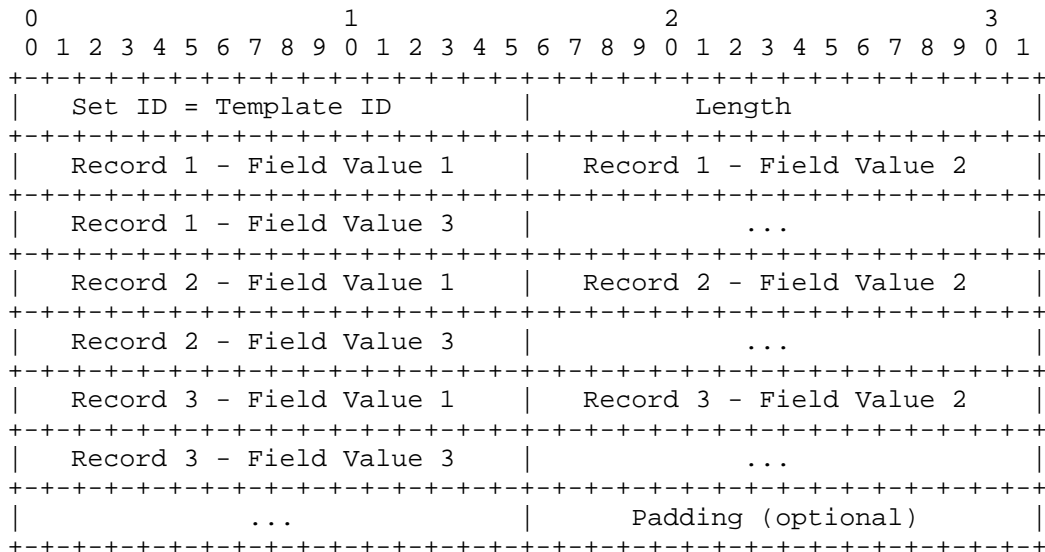 0                   1                   2                   3
 0 1 2 3 4 5 6 7 8 9 0 1 2 3 4 5 6 7 8 9 0 1 2 3 4 5 6 7 8 9 0 1
+-+-+-+-+-+-+-+-+-+-+-+-+-+-+-+-+-+-+-+-+-+-+-+-+-+-+-+-+-+-+-+-+
|   Set ID = Template ID        |          Length               |
+-+-+-+-+-+-+-+-+-+-+-+-+-+-+-+-+-+-+-+-+-+-+-+-+-+-+-+-+-+-+-+-+
|   Record 1 - Field Value 1    |   Record 1 - Field Value 2    |
+-+-+-+-+-+-+-+-+-+-+-+-+-+-+-+-+-+-+-+-+-+-+-+-+-+-+-+-+-+-+-+-+
|   Record 1 - Field Value 3    |             ...               |
+-+-+-+-+-+-+-+-+-+-+-+-+-+-+-+-+-+-+-+-+-+-+-+-+-+-+-+-+-+-+-+-+
|   Record 2 - Field Value 1    |   Record 2 - Field Value 2    |
+-+-+-+-+-+-+-+-+-+-+-+-+-+-+-+-+-+-+-+-+-+-+-+-+-+-+-+-+-+-+-+-+
|   Record 2 - Field Value 3    |             ...               |
+-+-+-+-+-+-+-+-+-+-+-+-+-+-+-+-+-+-+-+-+-+-+-+-+-+-+-+-+-+-+-+-+
|   Record 3 - Field Value 1    |   Record 3 - Field Value 2    |
+-+-+-+-+-+-+-+-+-+-+-+-+-+-+-+-+-+-+-+-+-+-+-+-+-+-+-+-+-+-+-+-+
|   Record 3 - Field Value 3    |             ...               |
+-+-+-+-+-+-+-+-+-+-+-+-+-+-+-+-+-+-+-+-+-+-+-+-+-+-+-+-+-+-+-+-+
|              ...              |      Padding (optional)       |
+-+-+-+-+-+-+-+-+-+-+-+-+-+-+-+-+-+-+-+-+-+-+-+-+-+-+-+-+-+-+-+-+